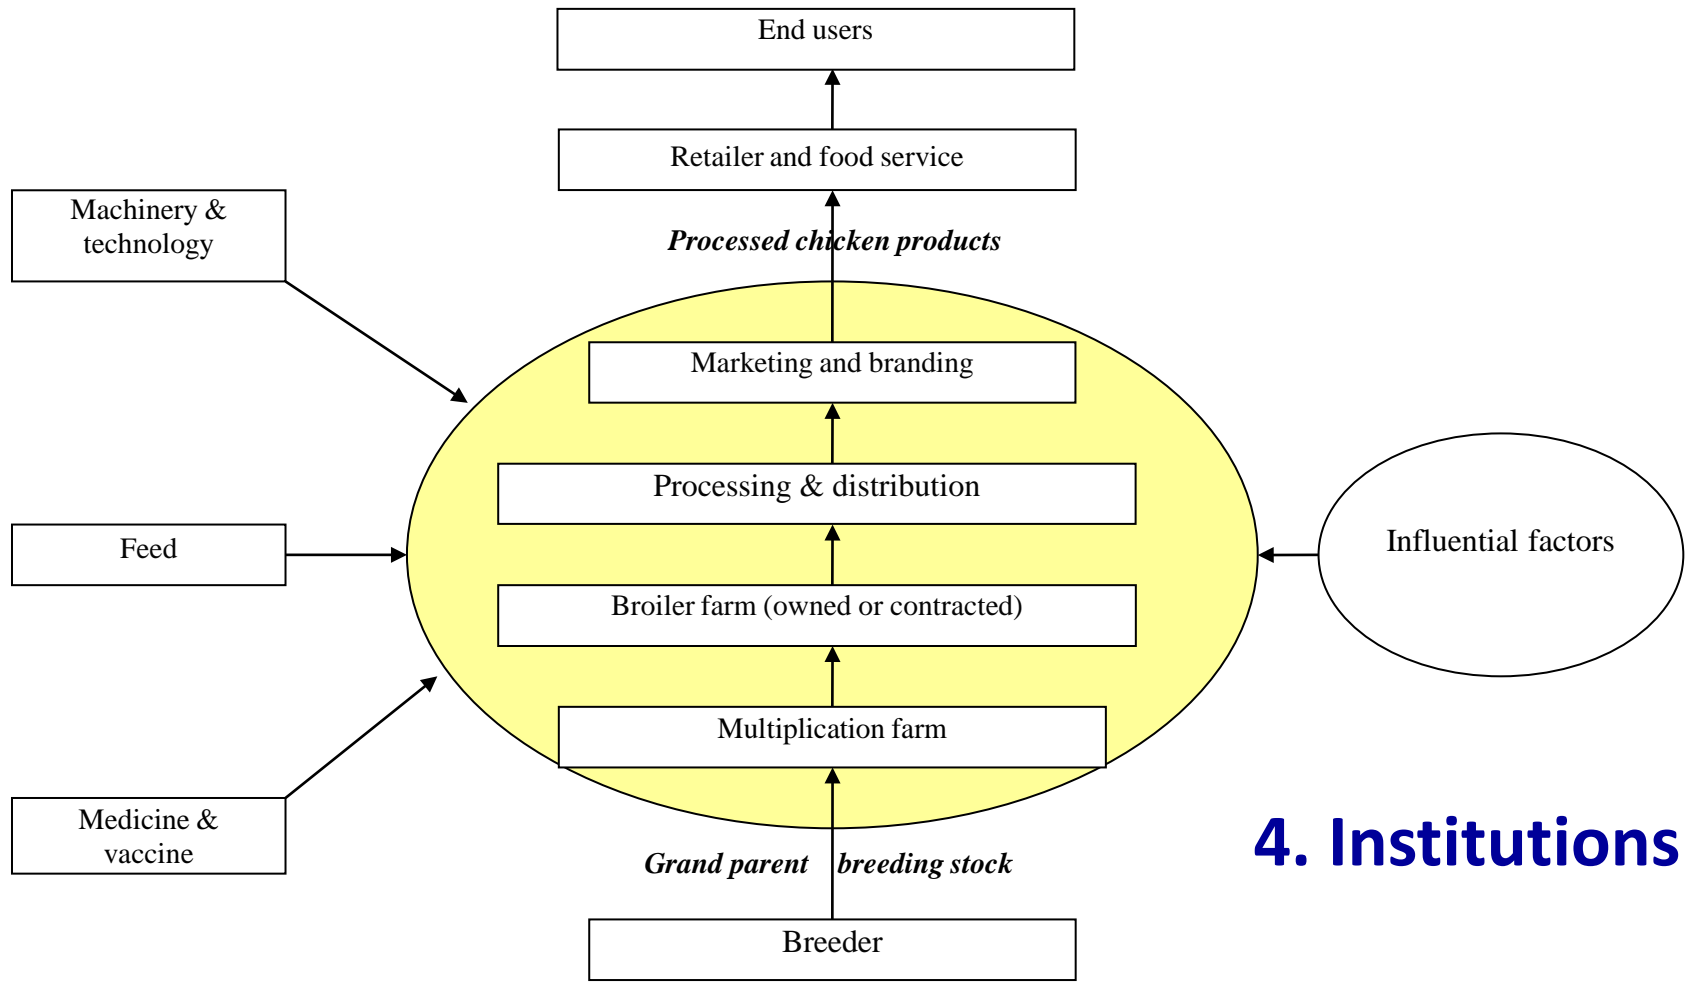 End users
Retailer and food service
Machinery &
technology
Processed chicken products
Marketing and branding
Processing & distribution
Feed
Influential factors
Broiler farm (owned or contracted)
Multiplication farm
Medicine &
vaccine
4. Institutions
Grand parent breeding stock
Breeder